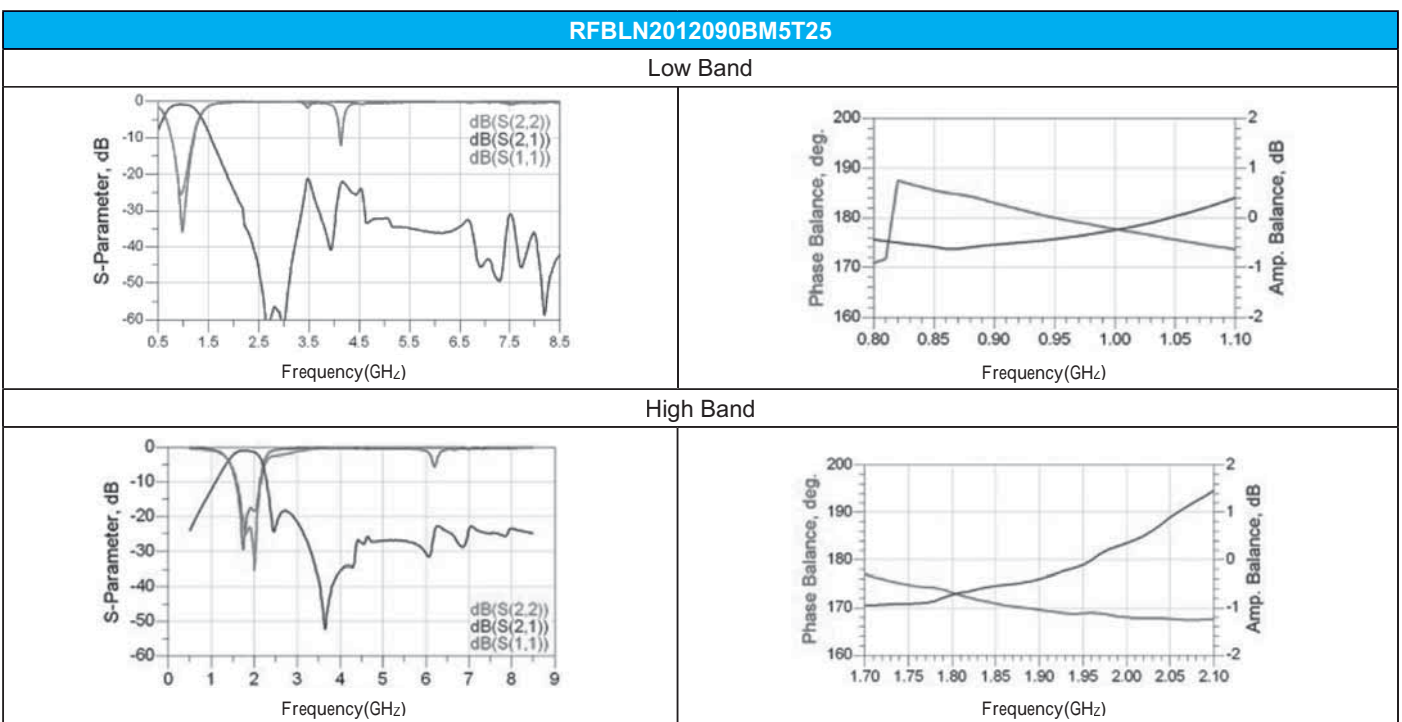 RFBLN2012090BM5T25
Low Band
S-Parameter, dB
0
-10
-20
-30
-40
-50
-60
dB(S(2,2))
dB(S(2,1))
dB(S(1,1))
0.5 1.5 2.5 3.5 4.5 5.5 6.5 7.5 8.5
Frequency(GHz)
Phase Balance, deg.
200
190
180
170
160
2
1
0
-1
-2
Amp. Balance, dB
0.80 0.85 0.90 0.95 1.00 1.05 1.10
Frequency(GHz)
High Band
S-Parameter, dB
0
-10
-20
-30
-40
-50
-60
dB(S(2,2))
dB(S(2,1))
dB(S(1,1))
0 1 2 3 4 5 6 7 8 9
Frequency(GHz)
Phase Balance, deg.
200
190
180
170
160
2
1
0
-1
-2
Amp. Balance, dB
1.70 1.75 1.80 1.85 1.90 1.95 2.00 2.05 2.10
Frequency(GHz)